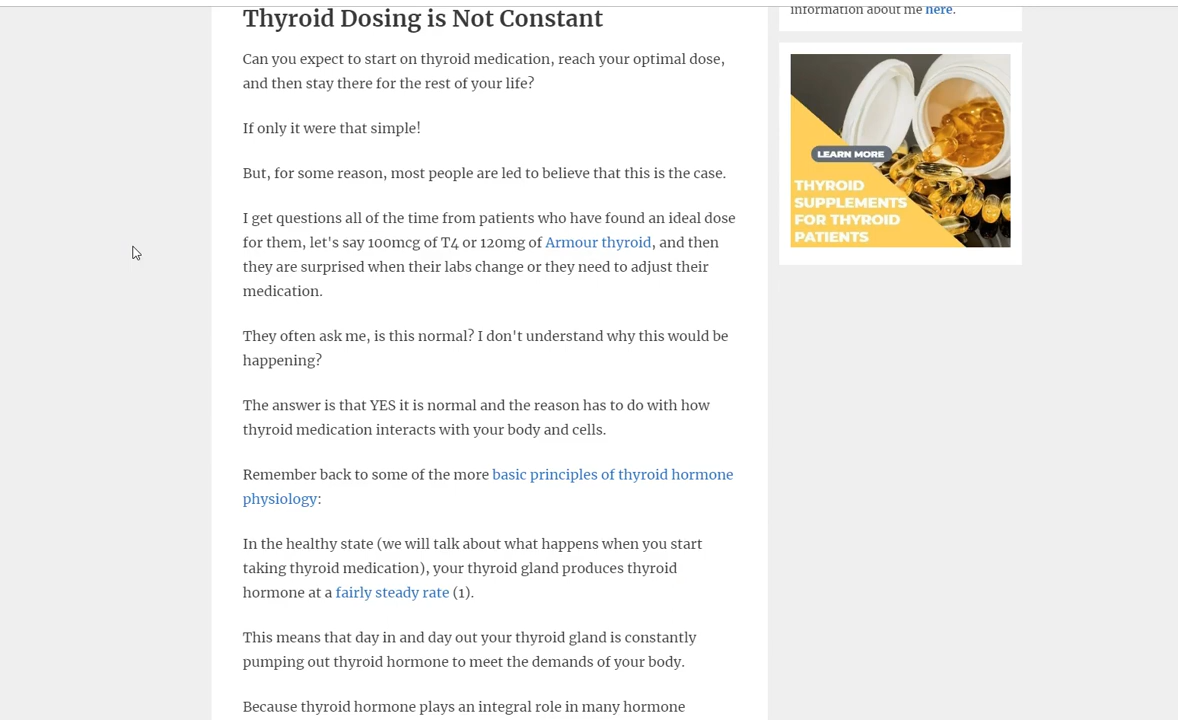 Thyroid Dosing is Not Constant
Can you expect to start on thyroid medication, reach your optimal dose,
and then stay there for the rest of your life?
If only it were that simple!
But, for some reason, most people are led to believe that this is the case.
I get questions all of the time from patients who have found an ideal dose
for them, let's say 100mcg of T4 or 120mg of Armour thyroid, and then
they are surprised when their labs change or they need to adjust their
medication.
They often ask me, is this normal? I don't understand why this would be
happening?
The answer is that YES it is normal and the reason has to do with how
thyroid medication interacts with your body and cells.
Remember back to some of the more basic principles of thyroid hormone
physiology:
In the healthy state (we will talk about what happens when you start
taking thyroid medication), your thyroid gland produces thyroid
hormone at a fairly steady rate (1).
This means that day in and day out your thyroid gland is constantly
pumping out thyroid hormone to meet the demands of your body.
Because thyroid hormone plays an integral role in many hormone
information about me here.
LEARN MORE
THYROID
SUPPLEMENTS
FOR THYROID
PATIENTS